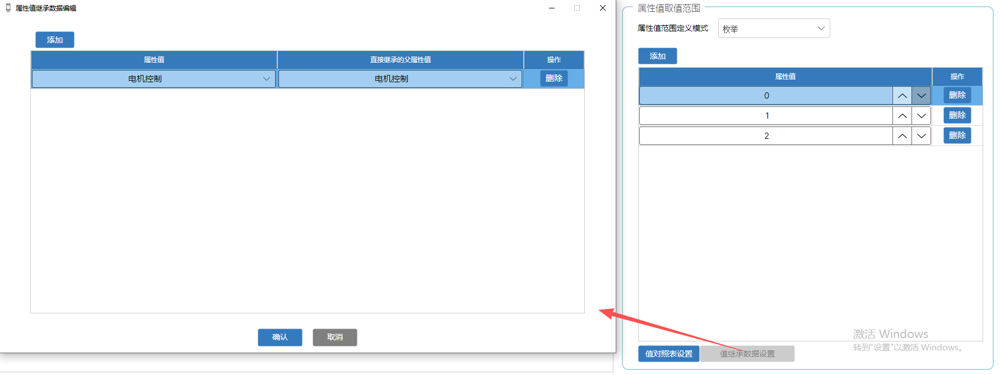 属性值继承数据编辑
添加
属性值 直接继承的父属性值 操作
电机控制 电机控制 删除
确认 取消
属性值取值范围
属性值范围定义模式 枚举
添加
属性值 操作
0 删除
1 删除
2 删除
激活 Windows
转到"设置"以激活 Windows。
值对照表设置 值继承数据设置